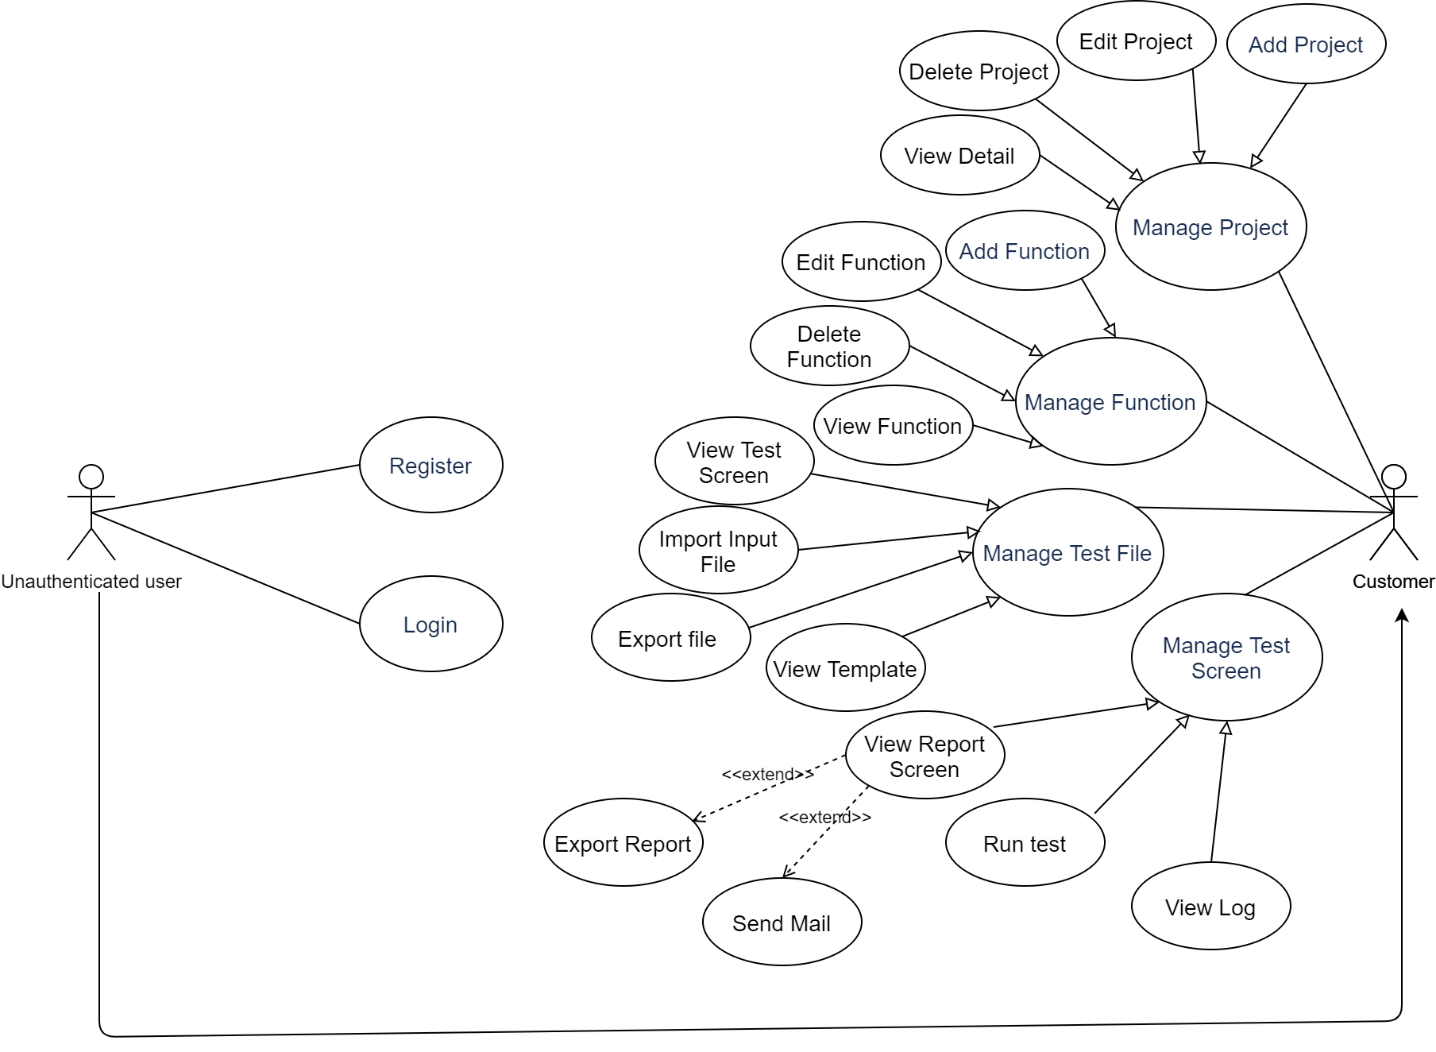 Edit Project
Add Project
Delete Project
View Detail
Manage Project
Edit Function
Add Function
Delete
Function
Manage Function
View Function
View Test
Screen
Register
Import Input
File
Manage Test File
Unauthenticated user
Customer
Login
Export file
View Template
Manage Test
Screen
View Report
Screen
<<extend>>
<<extend>>
Export Report
Run test
View Log
Send Mail